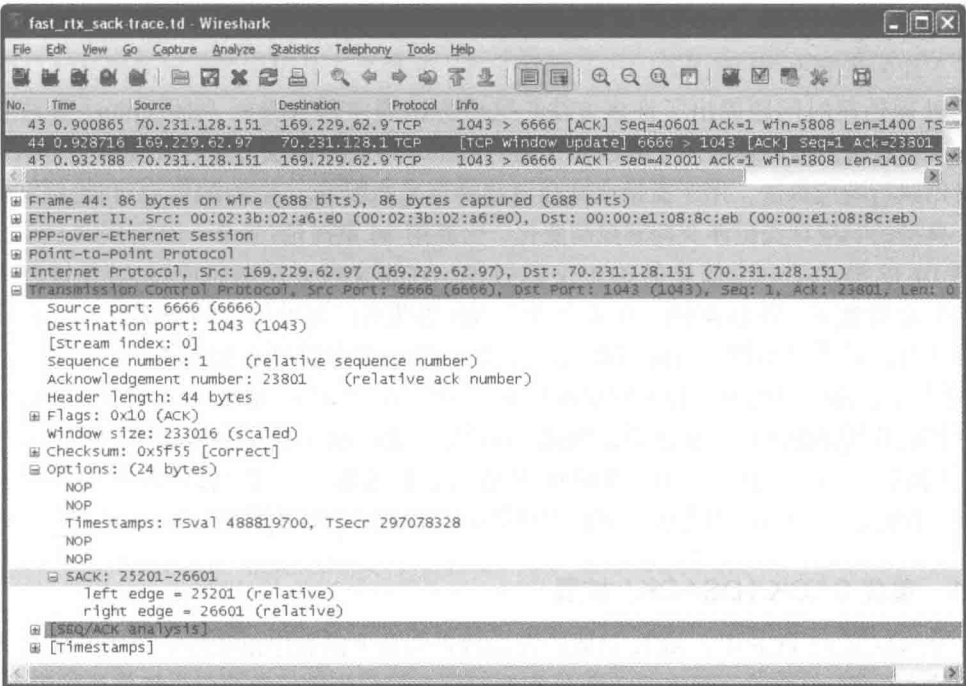 fast_rtx_sack-trace.td - Wireshark
File Edit View Go Capture Analyze Statistics Telephony Tools Help
No. Time Source Destination Protocol Info
43 0.900865 70.231.128.151 169.229.62.9 TCP 1043 > 6666 [ACK] Seq=40601 Ack=1 Win=5808 Len=1400 TS
44 0.928716 169.229.62.97 70.231.128.1 TCP [TCP Window Update] 6666 > 1043 [ACK] Seq=1 Ack=23801
45 0.932588 70.231.128.151 169.229.62.9 TCP 1043 > 6666 [ACK] Seq=42001 Ack=1 Win=5808 Len=1400 TS
Frame 44: 86 bytes on wire (688 bits), 86 bytes captured (688 bits)
Ethernet II, Src: 00:02:3b:02:a6:e0 (00:02:3b:02:a6:e0), Dst: 00:00:e1:08:8c:eb (00:00:e1:08:8c:eb)
PPP-over-Ethernet Session
Point-to-Point Protocol
Internet Protocol, Src: 169.229.62.97 (169.229.62.97), Dst: 70.231.128.151 (70.231.128.151)
Transmission Control Protocol, Src Port: 6666 (6666), Dst Port: 1043 (1043), Seq: 1, Ack: 23801, Len: 0
Source port: 6666 (6666)
Destination port: 1043 (1043)
[Stream index: 0]
Sequence number: 1 (relative sequence number)
Acknowledgement number: 23801 (relative ack number)
Header length: 44 bytes
Flags: 0x10 (ACK)
Window size: 233016 (scaled)
Checksum: 0x5f55 [correct]
Options: (24 bytes)
NOP
NOP
Timestamps: TSval 488819700, TSecr 297078328
NOP
NOP
SACK: 25201-26601
left edge = 25201 (relative)
right edge = 26601 (relative)
[SEQ/ACK analysis]
[Timestamps]